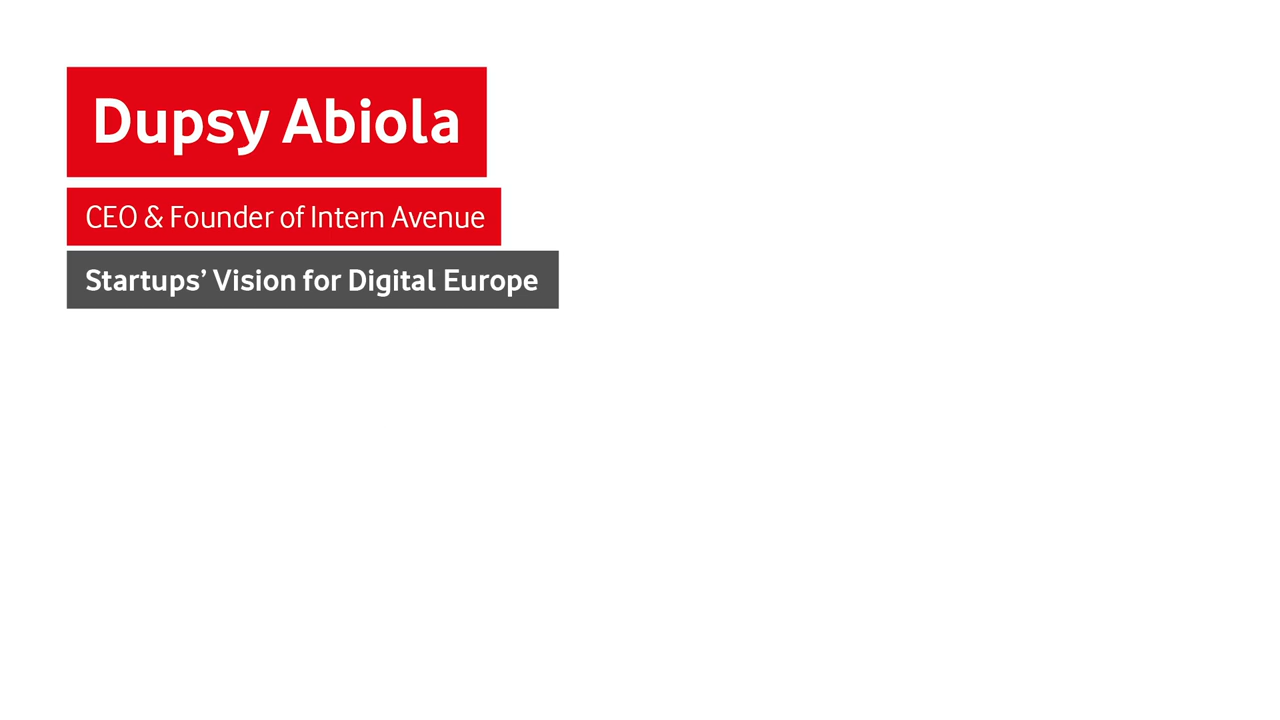 Dupsy Abiola
CEO & Founder of Intern Avenue
Startups’ Vision for Digital Europe